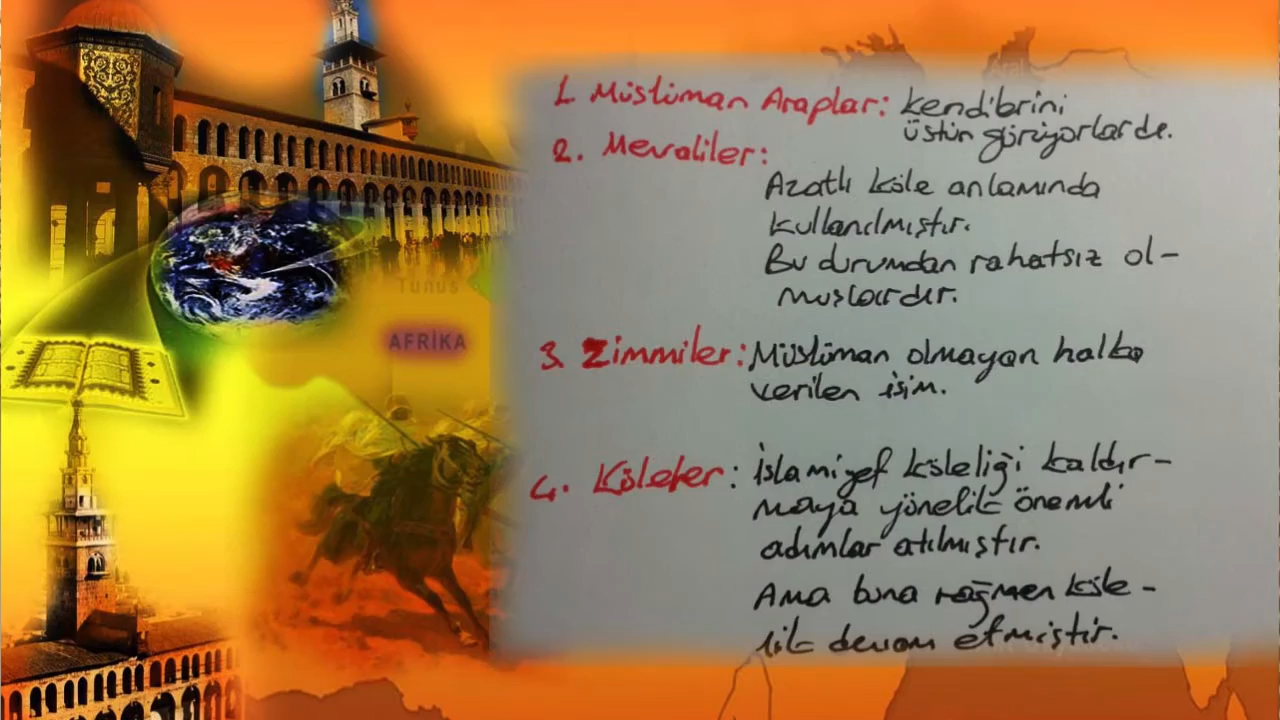 1. Müslüman Araplar: kendilerini
üstün görüyorlardı.
2. Mevaliler:
Azatlı köle anlamında
kullanılmıştır.
Bu durumdan rahatsız ol-
muşlardır.
TUNUS
AFRİKA
3. Zimmiler: Müslüman olmayan halka
verilen isim.
4. Köleler: İslamiyet köleliği kaldır-
maya yönelik önemli
adımlar atılmıştır.
Ama buna rağmen köle-
lik devam etmiştir.